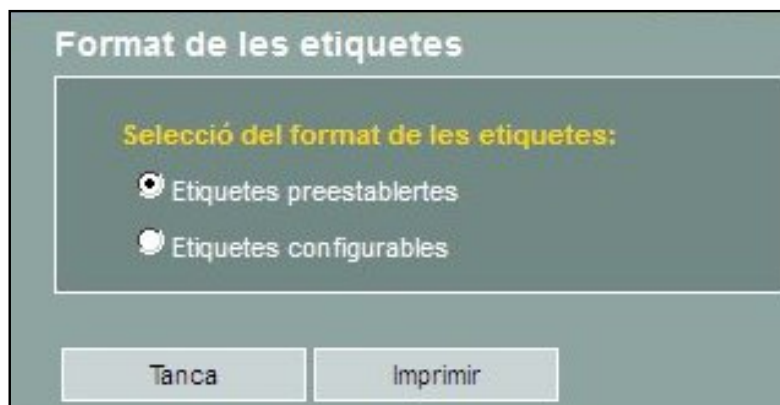 Format de les etiquetes
Selecció del format de les etiquetes:
Etiquetes preestablertes
Etiquetes configurables
Tanca
Imprimir